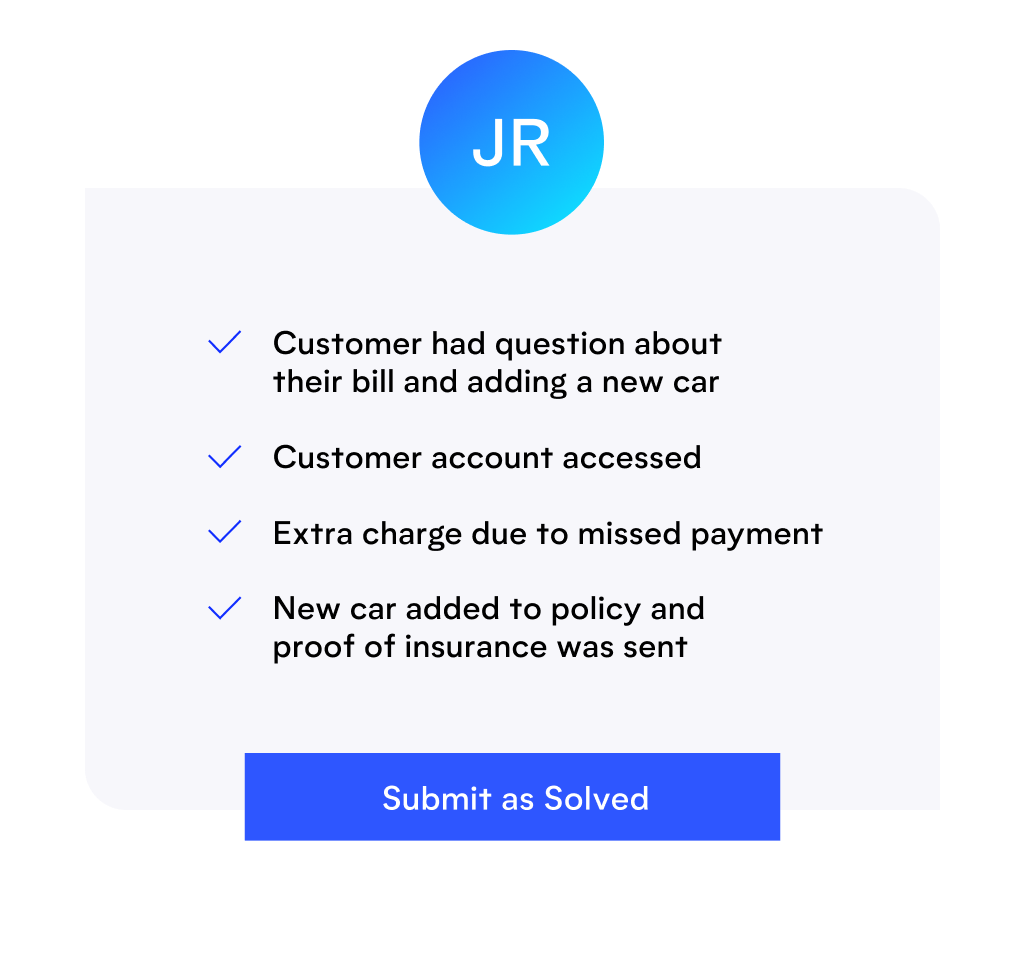 JR
Customer had question about
their bill and adding a new car
Customer account accessed
Extra charge due to missed payment
New car added to policy and
proof of insurance was sent
Submit as Solved